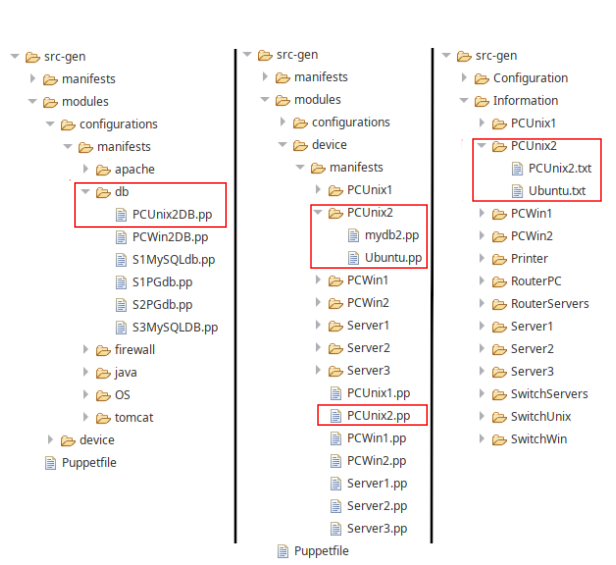 src-gen
manifests
modules
configurations
manifests
apache
db
PCUnix2DB.pp
PCWin2DB.pp
S1MySQLdb.pp
S1PGdb.pp
S2PGdb.pp
S3MySQLDB.pp
firewall
java
OS
tomcat
device
Puppetfile
src-gen
manifests
modules
configurations
device
manifests
PCUnix1
PCUnix2
mydb2.pp
Ubuntu.pp
PCWin1
PCWin2
Server1
Server2
Server3
PCUnix1.pp
PCUnix2.pp
PCWin1.pp
PCWin2.pp
Server1.pp
Server2.pp
Server3.pp
Puppetfile
src-gen
Configuration
Information
PCUnix1
PCUnix2
PCUnix2.txt
Ubuntu.txt
PCWin1
PCWin2
Printer
RouterPC
RouterServers
Server1
Server2
Server3
SwitchServers
SwitchUnix
SwitchWin